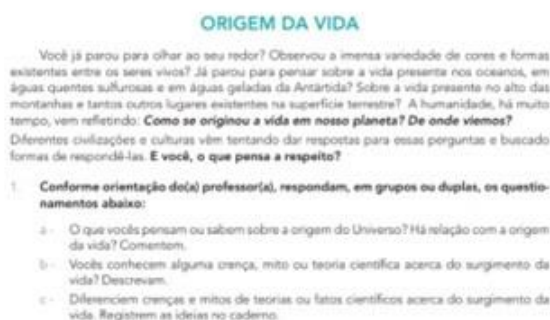 ORIGEM DA VIDA
Você já parou para olhar ao seu redor? Observou a imensa variedade de cores e formas
existentes entre os seres vivos? Já parou para pensar sobre a vida presente nos oceanos, em
águas quentes sulfurosas e em águas geladas da Antártida? Sobre a vida presente no alto das
montanhas e tantos outros lugares existentes na superfície terrestre? A humanidade, há muito
tempo, vem refletindo: Como se originou a vida em nosso planeta? De onde viemos?
Diferentes civilizações e culturas vêm tentando dar respostas para essas perguntas e buscado
formas de respondê-las. E você, o que pensa a respeito?
1. Conforme orientação do(a) professor(a), respondam, em grupos ou duplas, os questio-
namentos abaixo:
a - O que vocês pensam ou sabem sobre a origem do Universo? Há relação com a origem
da vida? Comentem.
b - Vocês conhecem alguma crença, mito ou teoria científica acerca do surgimento da
vida? Descrevam.
c - Diferenciem crenças e mitos de teorias ou fatos científicos acerca do surgimento da
vida. Registrem as ideias no caderno.